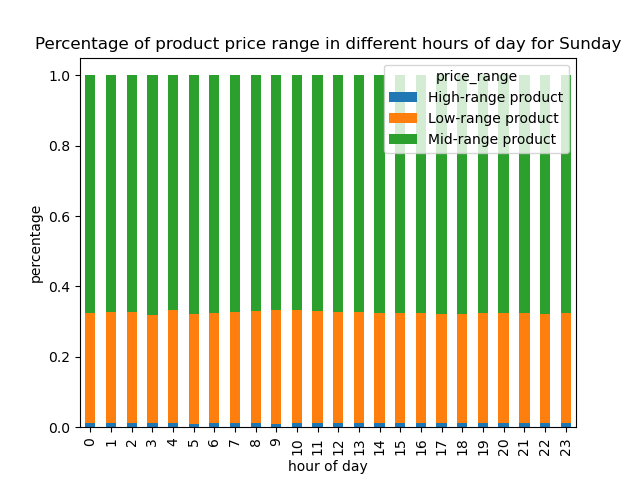 Percentage of product price range in different hours of day for Sunday
price_range
High-range product
Low-range product
Mid-range product
percentage
1.0
0.8
0.6
0.4
0.2
0.0
0 1 2 3 4 5 6 7 8 9 10 11 12 13 14 15 16 17 18 19 20 21 22 23
hour of day